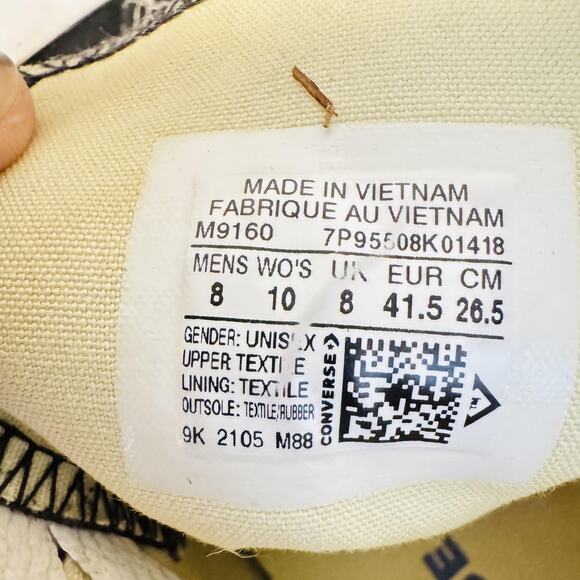 MADE IN VIETNAM
FABRIQUE AU VIETNAM
M9160 7P95508K01418
MENS WO'S UK EUR CM
8 10 8 41.5 26.5
GENDER: UNISEX
UPPER TEXTILE
LINING: TEXTILE
OUTSOLE: TEXTILE/RUBBER
9K 2105 M88
CONVERSE
TM